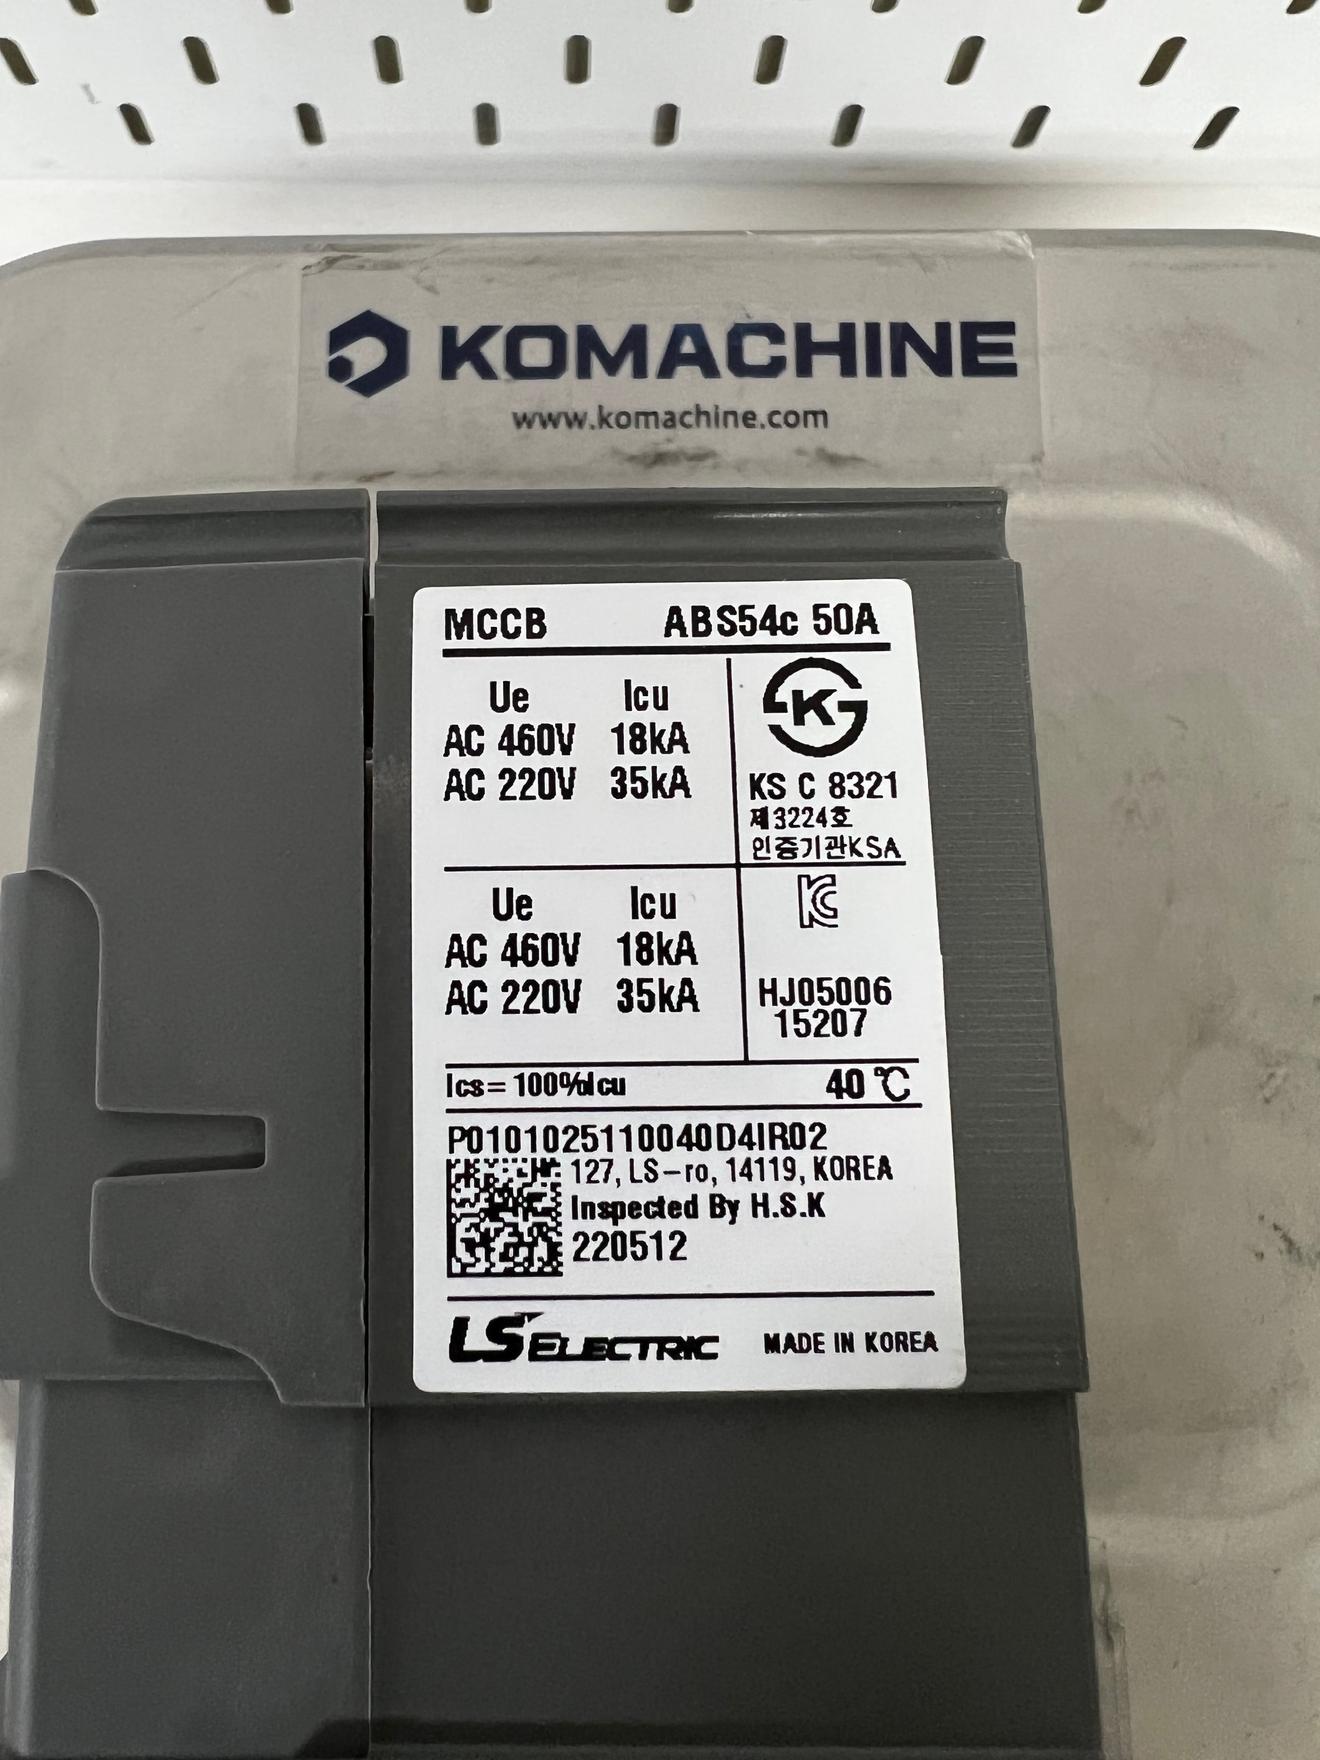 KOMACHINE
www.komachine.com
MCCB ABS54c 50A
Ue Icu
AC 460V 18kA
AC 220V 35kA
KS C 8321
제3224호
인증기관KSA
Ue Icu
AC 460V 18kA
AC 220V 35kA
HJ05006
15207
Ics=100%Icu 40℃
P0101025110040D4IR02
127, LS-ro, 14119, KOREA
Inspected By H.S.K
220512
LS ELECTRIC MADE IN KOREA